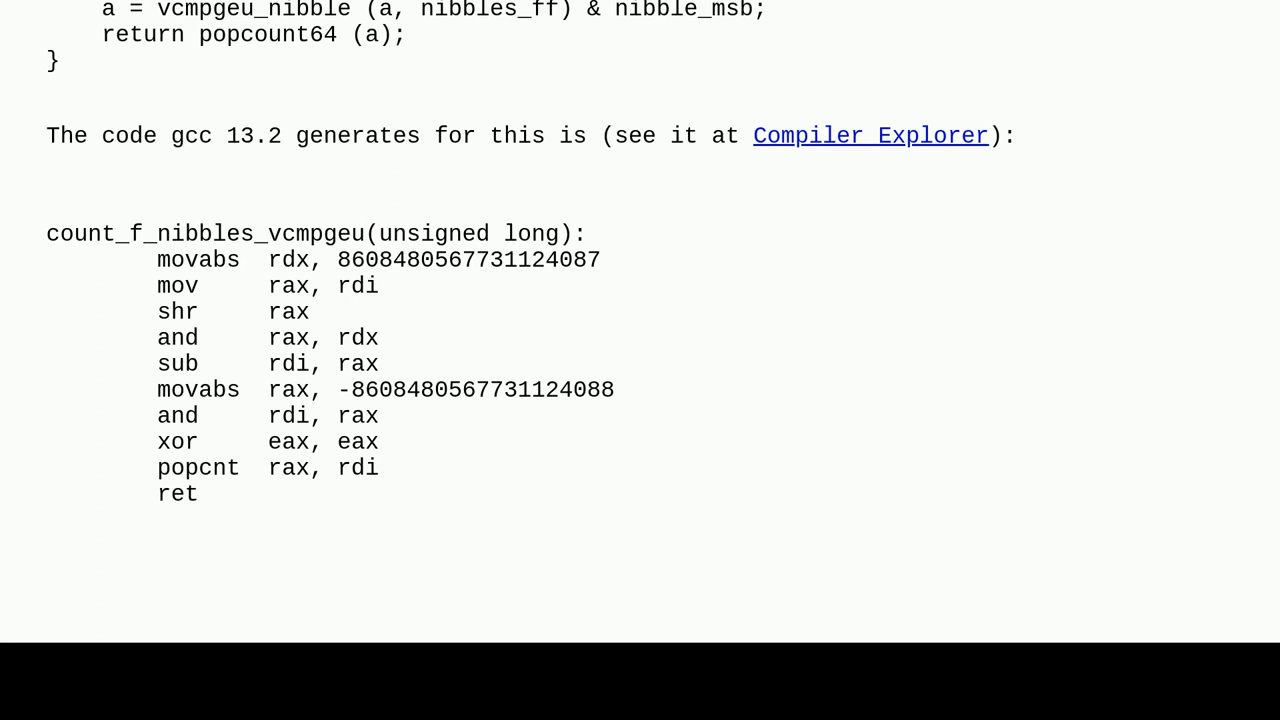 a = vcmpgeu_nibble (a, nibbles_ff) & nibble_msb;
return popcount64 (a);
}
The code gcc 13.2 generates for this is (see it at Compiler Explorer):
count_f_nibbles_vcmpgeu(unsigned long):
movabs rdx, 8608480567731124087
mov rax, rdi
shr rax
and rax, rdx
sub rdi, rax
movabs rax, -8608480567731124088
and rdi, rax
xor eax, eax
popcnt rax, rdi
ret